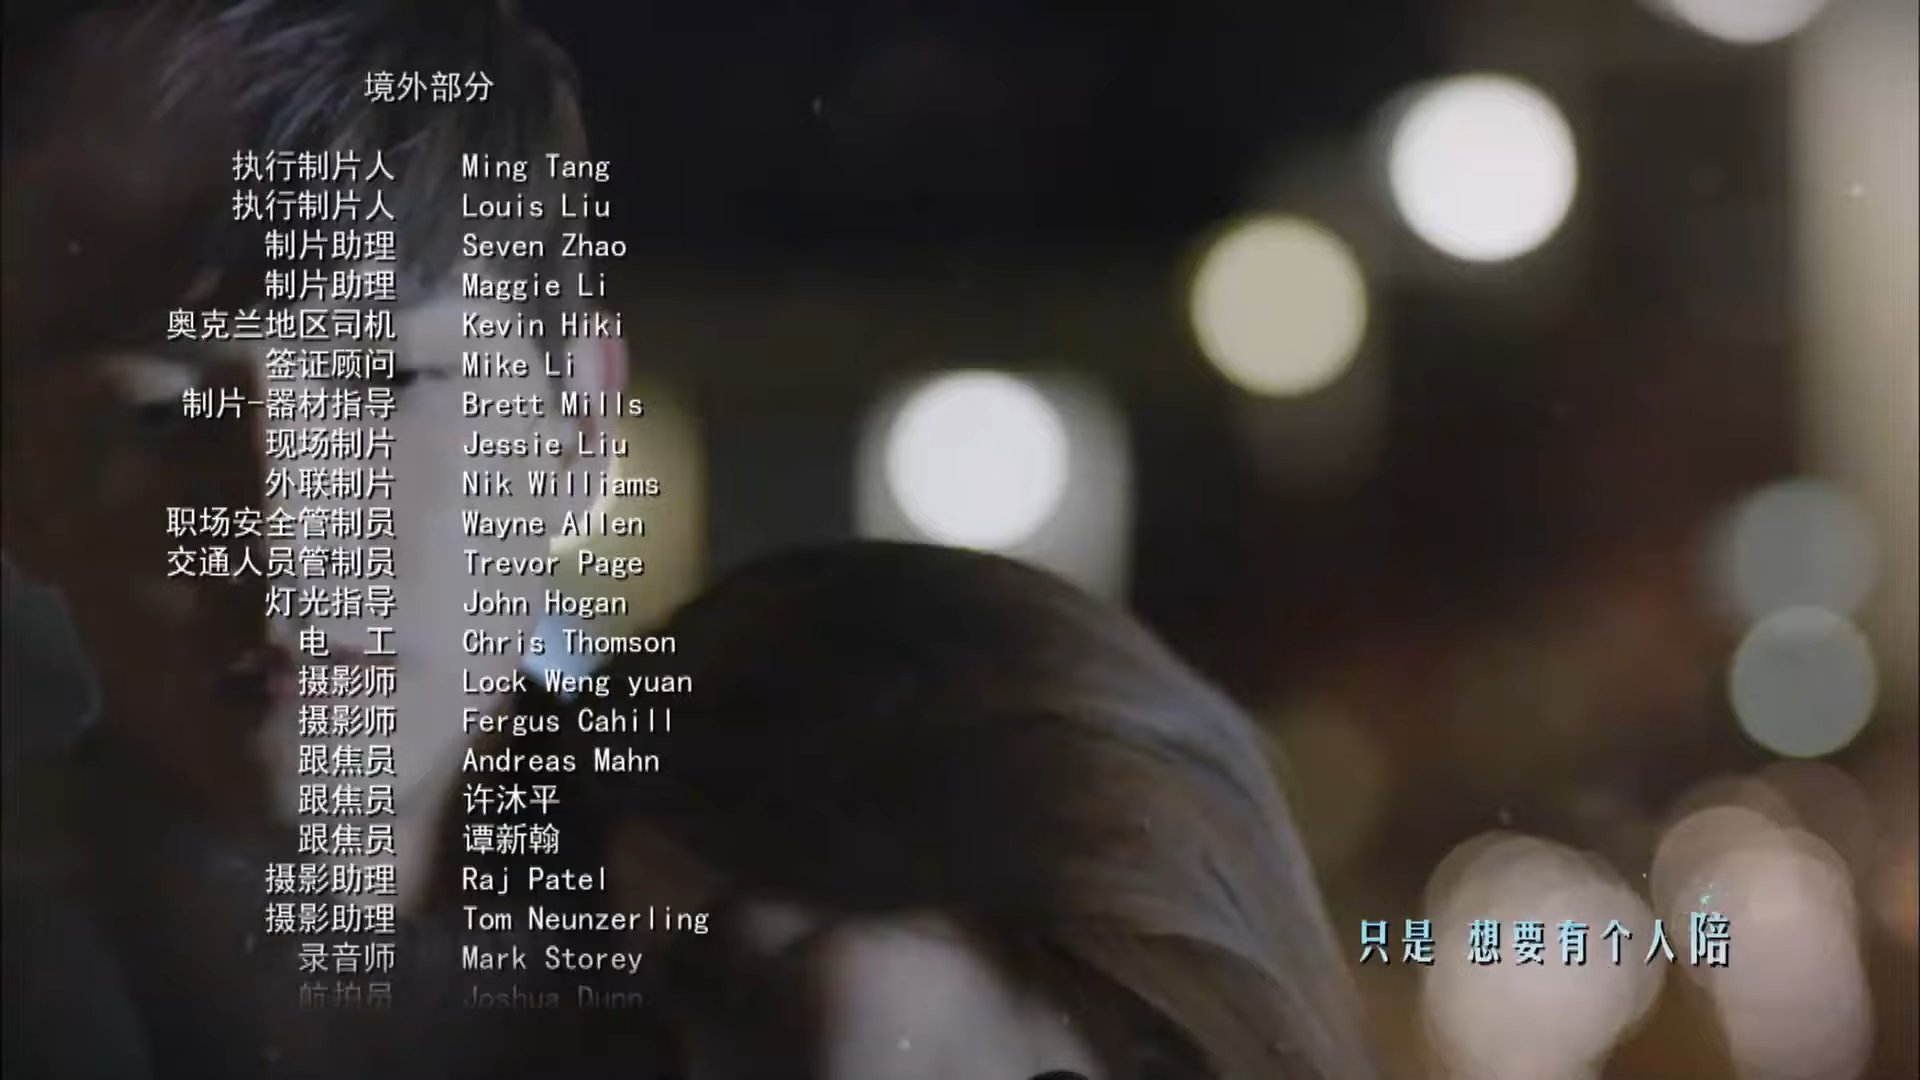 境外部分
执行制片人 Ming Tang
执行制片人 Louis Liu
制片助理 Seven Zhao
制片助理 Maggie Li
奥克兰地区司机 Kevin Hiki
签证顾问 Mike Li
制片-器材指导 Brett Mills
现场制片 Jessie Liu
外联制片 Nik Williams
职场安全管制员 Wayne Allen
交通人员管制员 Trevor Page
灯光指导 John Hogan
电 工 Chris Thomson
摄影师 Lock Weng yuan
摄影师 Fergus Cahill
跟焦员 Andreas Mahn
跟焦员 许沐平
跟焦员 谭新翰
摄影助理 Raj Patel
摄影助理 Tom Neunzerling
录音师 Mark Storey
航拍员 Joshua Dunn
只是 想要有个人陪